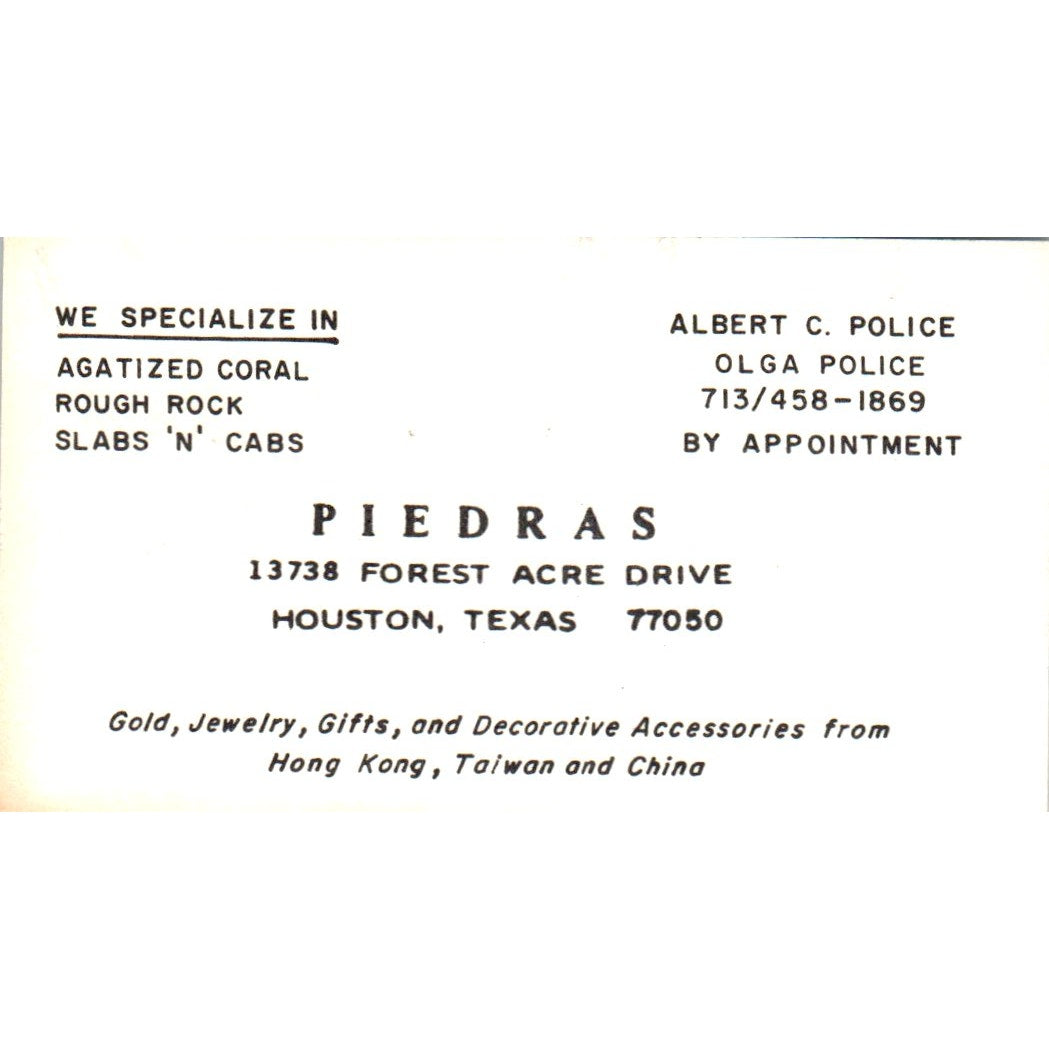 WE SPECIALIZE IN
AGATIZED CORAL
ROUGH ROCK
SLABS 'N' CABS
ALBERT C. POLICE
OLGA POLICE
713/458-1869
BY APPOINTMENT
PIEDRAS
13738 FOREST ACRE DRIVE
HOUSTON, TEXAS 77050
Gold, Jewelry, Gifts, and Decorative Accessories from
Hong Kong, Taiwan and China